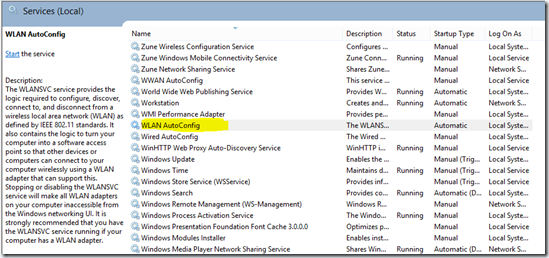 Services (Local)
WLAN AutoConfig
Start the service
Description:
The WLANSVC service provides the
logic required to configure, discover,
connect to, and disconnect from a
wireless local area network (WLAN) as
defined by IEEE 802.11 standards. It
also contains the logic to turn your
computer into a software access
point so that other devices or
computers can connect to your
computer wirelessly using a WLAN
adapter that can support this.
Stopping or disabling the WLANSVC
service will make all WLAN adapters
on your computer inaccessible from
the Windows networking UI. It is
strongly recommended that you have
the WLANSVC service running if your
computer has a WLAN adapter.
Name Description Status Startup Type Log On As
Zune Wireless Configuration Service Configures ... Manual Local Syste...
Zune Windows Mobile Connectivity Service Zune Conn... Running Manual Local Syste...
Zune Network Sharing Service Shares Zune... Manual Network S...
WWAN AutoConfig This service ... Manual Local Service
World Wide Web Publishing Service Provides W... Running Automatic Local Syste...
Workstation Creates and... Running Automatic Network S...
WMI Performance Adapter Provides pe... Manual Local Syste...
WLAN AutoConfig The WLANS... Automatic Local Syste...
Wired AutoConfig The Wired ... Manual Local Syste...
WinHTTP Web Proxy Auto-Discovery Service WinHTTP i... Running Manual Local Service
Windows Update Enables the... Manual (Trig... Local Syste...
Windows Time Maintains d... Running Manual (Trig... Local Service
Windows Store Service (WSService) Provides inf... Manual (Trig... Local Syste...
Windows Search Provides co... Running Automatic (D... Local Syste...
Windows Remote Management (WS-Management) Windows R... Manual Network S...
Windows Process Activation Service The Windo... Running Manual Local Syste...
Windows Presentation Foundation Font Cache 3.0.0.0 Optimizes p... Manual Local Service
Windows Modules Installer Enables inst... Running Manual Local Syste...
Windows Media Player Network Sharing Service Shares Win... Running Automatic (D... Network S...